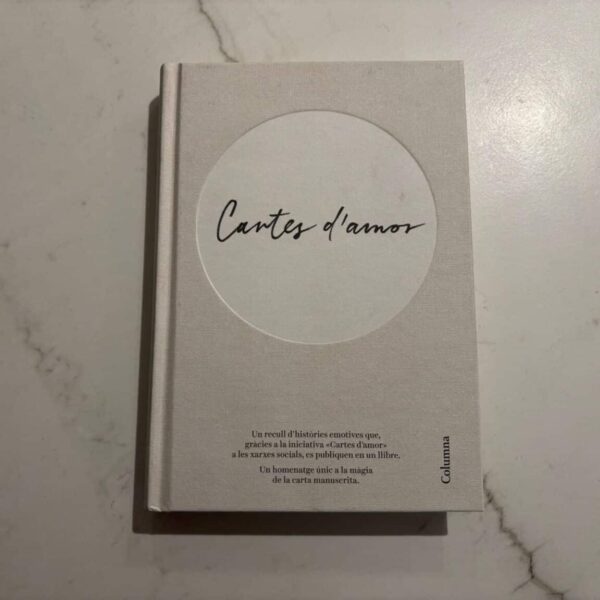 Cartes d'amor
Un recull d'històries emotives que,
gràcies a la iniciativa «Cartes d'amor»
a les xarxes socials, es publiquen en un llibre.
Un homenatge únic a la màgia
de la carta manuscrita.
Columna